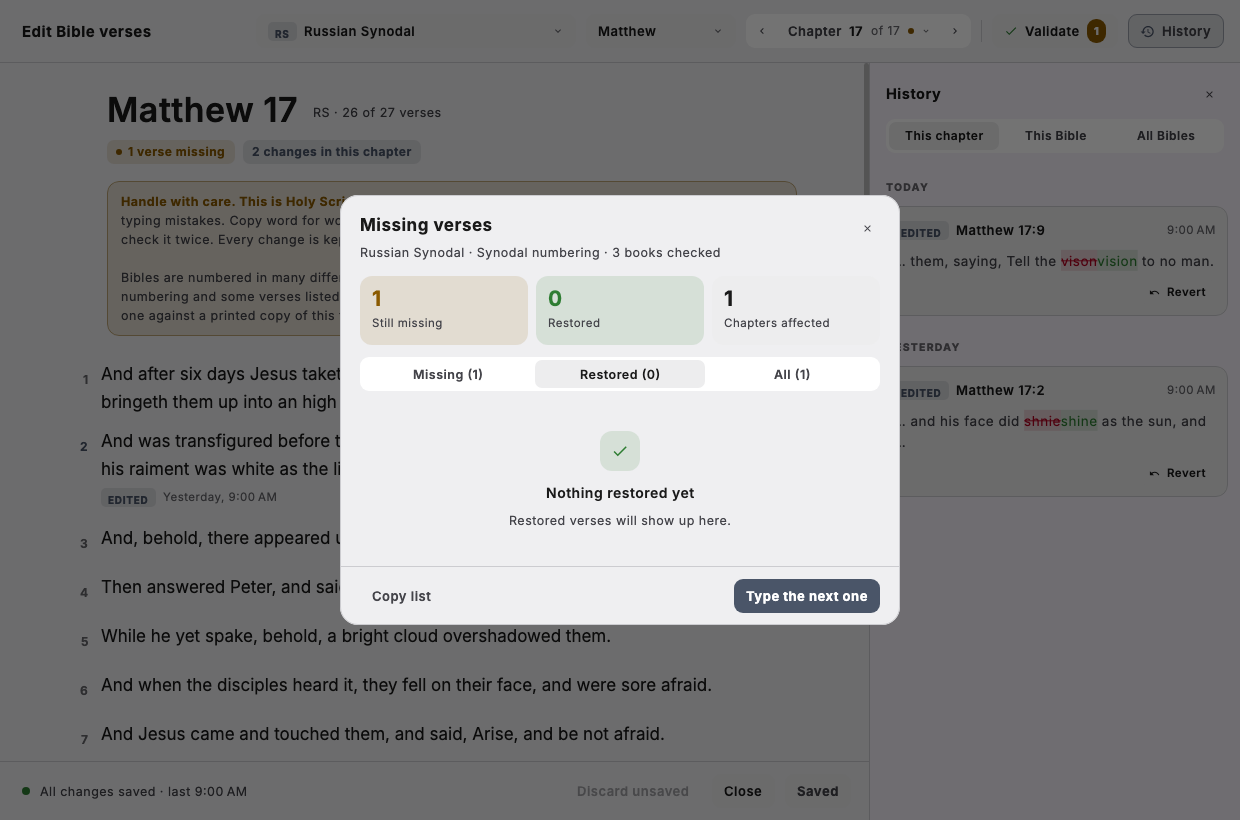 Edit Bible verses
RS Russian Synodal
Matthew
Chapter 17 of 17
Validate 1
History
Matthew 17 RS · 26 of 27 verses
1 verse missing
2 changes in this chapter
Handle with care. This is Holy Scri
typing mistakes. Copy word for wo
check it twice. Every change is ke
Bibles are numbered in many differ
numbering and some verses listed
one against a printed copy of this
1 And after six days Jesus taket
bringeth them up into an high
2 And was transfigured before t
his raiment was white as the li
EDITED Yesterday, 9:00 AM
3 And, behold, there appeared u
4 Then answered Peter, and said
5 While he yet spake, behold, a bright cloud overshadowed them.
6 And when the disciples heard it, they fell on their face, and were sore afraid.
7 And Jesus came and touched them, and said, Arise, and be not afraid.
All changes saved · last 9:00 AM
Discard unsaved
Close
Saved
Missing verses
×
Russian Synodal · Synodal numbering · 3 books checked
1
Still missing
0
Restored
1
Chapters affected
Missing (1)
Restored (0)
All (1)
Nothing restored yet
Restored verses will show up here.
Copy list
Type the next one
History
×
This chapter
This Bible
All Bibles
TODAY
EDITED Matthew 17:9 9:00 AM
.. them, saying, Tell the visonvision to no man.
Revert
ESTERDAY
EDITED Matthew 17:2 9:00 AM
.. and his face did shnieshine as the sun, and
..
Revert